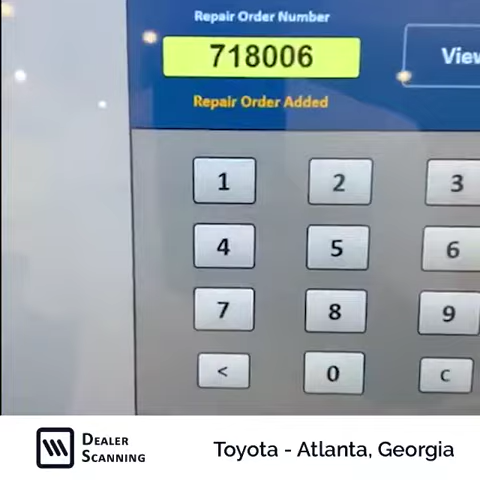 Repair Order Number
718006
View
Repair Order Added
1 2 3
4 5 6
7 8 9
< 0 C
DEALER
SCANNING
Toyota - Atlanta, Georgia